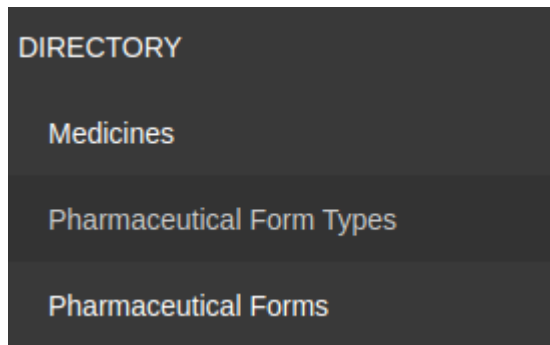 DIRECTORY
Medicines
Pharmaceutical Form Types
Pharmaceutical Forms